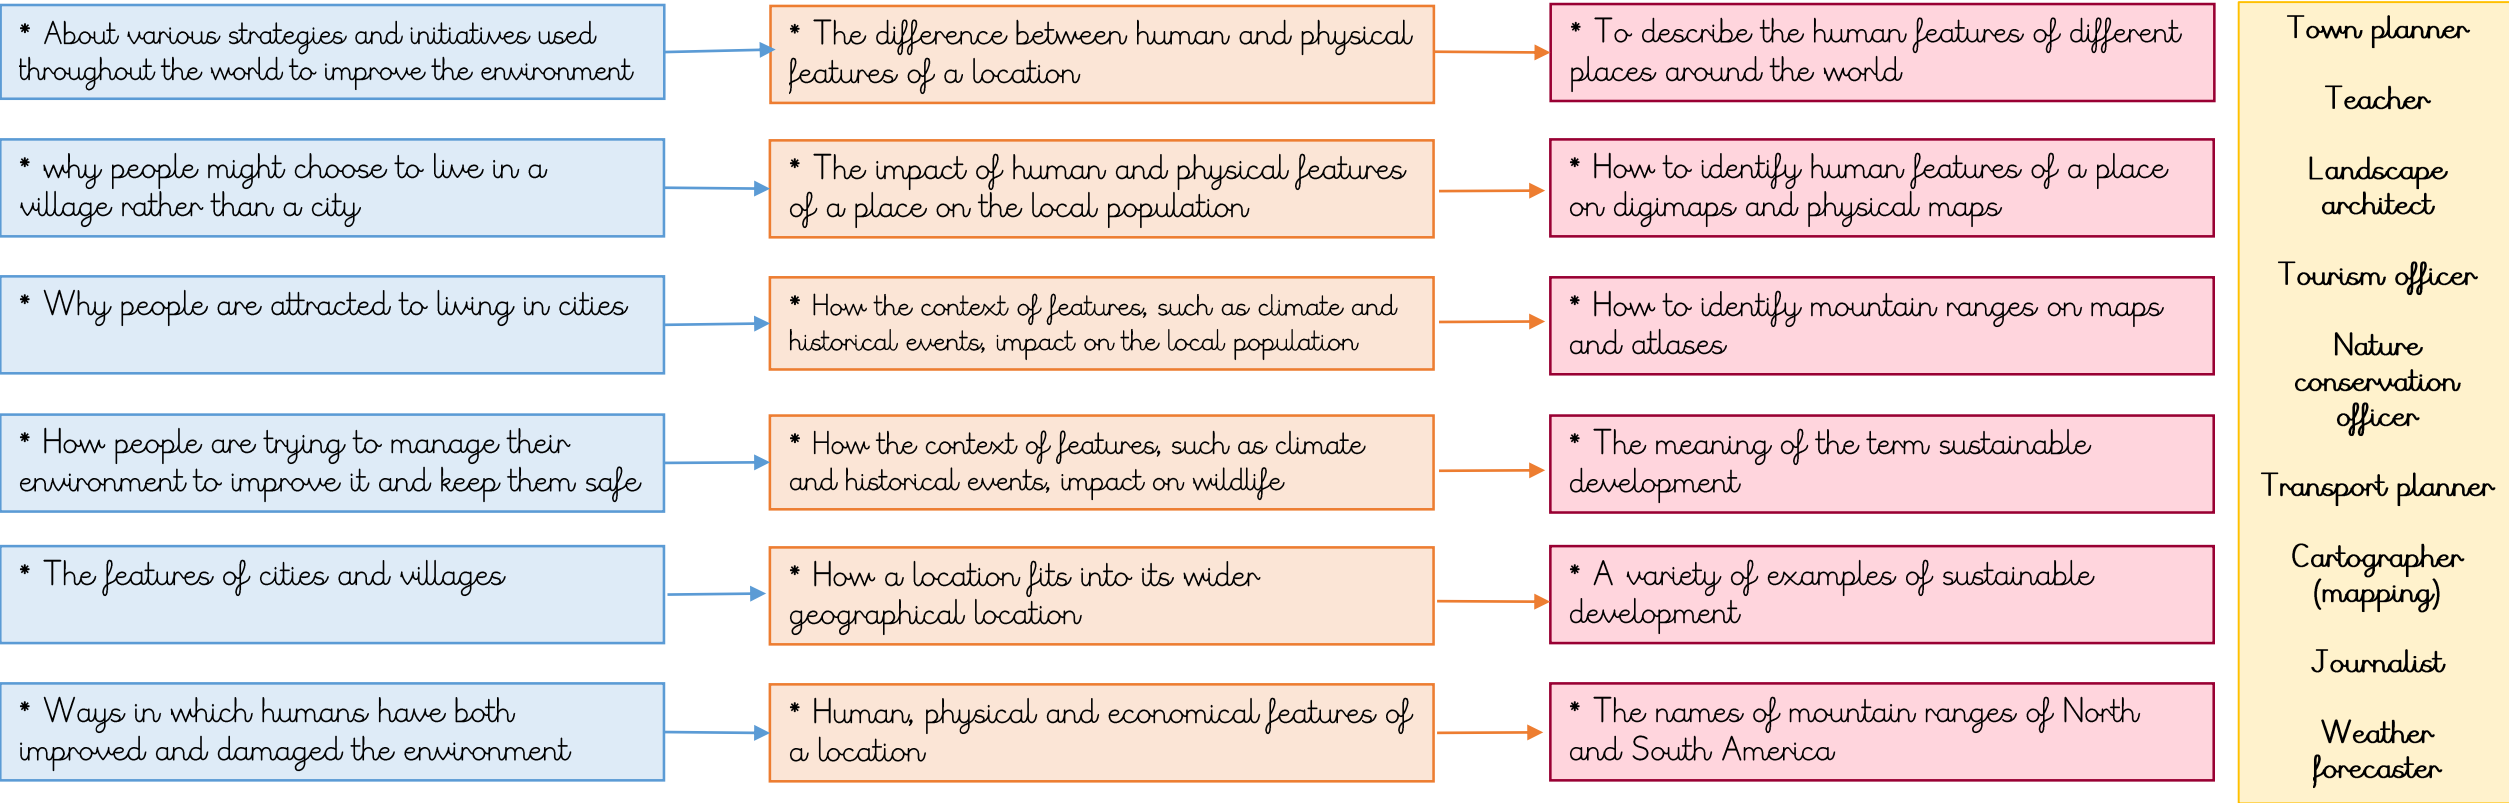 * About various strategies and initiatives used
throughout the world to improve the environment
* The difference between human and physical
features of a location
* To describe the human features of different
places around the world
* why people might choose to live in a
village rather than a city
* The impact of human and physical features
of a place on the local population
* How to identify human features of a place
on digimaps and physical maps
* Why people are attracted to living in cities
* How the context of features, such as climate and
historical events, impact on the local population
* How to identify mountain ranges on maps
and atlases
* How people are trying to manage their
environment to improve it and keep them safe
* How the context of features, such as climate
and historical events, impact on wildlife
* The meaning of the term sustainable
development
* The features of cities and villages
* How a location fits into its wider
geographical location
* A variety of examples of sustainable
development
* Ways in which humans have both
improved and damaged the environment
* Human, physical and economical features of
a location
* The names of mountain ranges of North
and South America
Town planner
Teacher
Landscape
architect
Tourism officer
Nature
conservation
officer
Transport planner
Cartographer
(mapping)
Journalist
Weather
forecaster